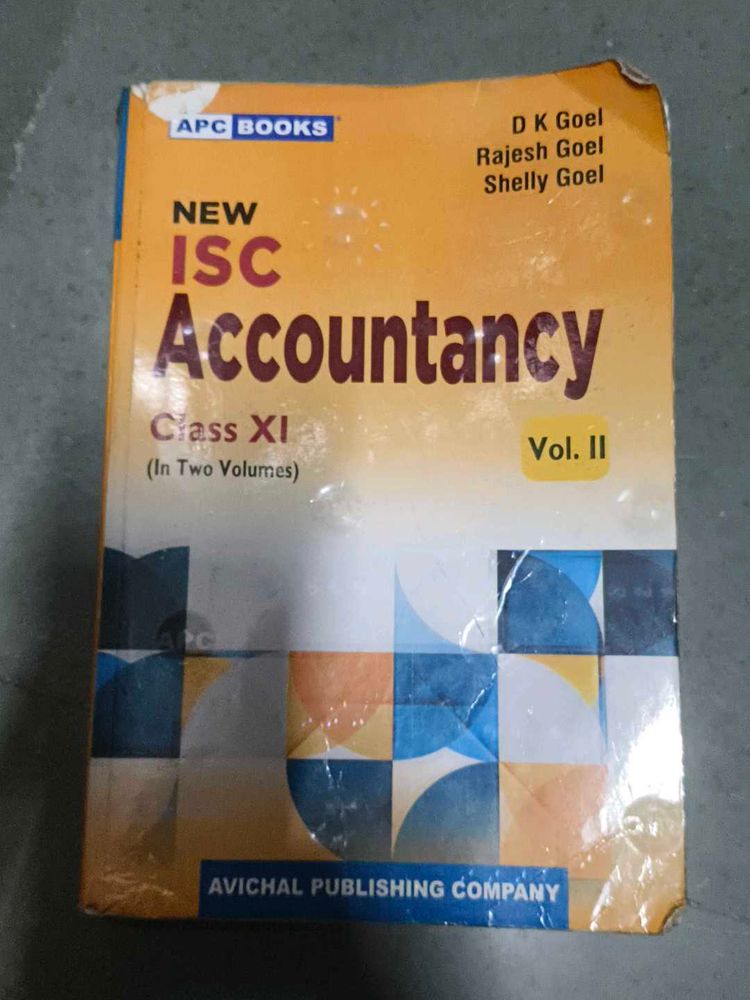 APC BOOKS
D K Goel
Rajesh Goel
Shelly Goel
NEW
ISC
Accountancy
Class XI
(In Two Volumes)
Vol. II
APC
AVICHAL PUBLISHING COMPANY